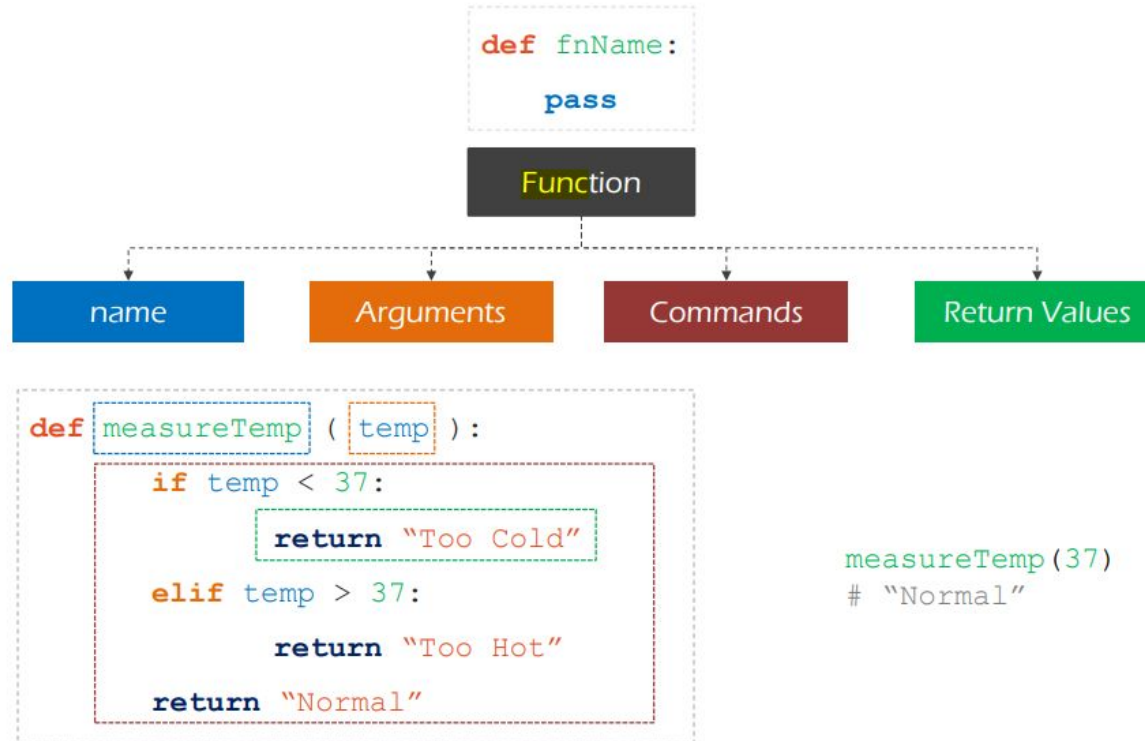 def fnName:
pass
Function
name
Arguments
Commands
Return Values
def measureTemp ( temp ):
if temp < 37:
return “Too Cold”
elif temp > 37:
return “Too Hot”
return “Normal”
measureTemp(37)
# “Normal”